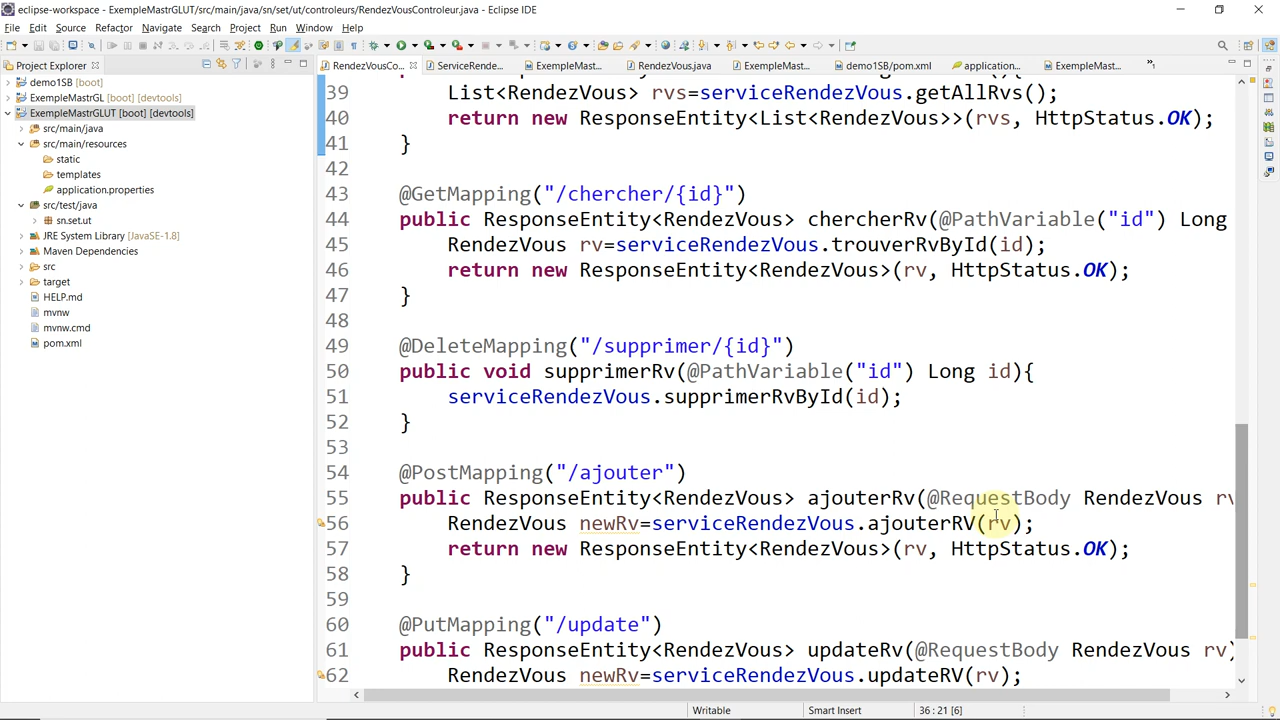 eclipse-workspace - ExempleMastrGLUT/src/main/java/sn/set/ut/controleurs/RendezVousControleur.java - Eclipse IDE
File Edit Source Refactor Navigate Search Project Run Window Help
Project Explorer
RendezVousCo... ServiceRende... ExempleMast... RendezVous.java ExempleMast... demo1SB/pom.xml application.... ExempleMast... »1
demo1SB [boot]
ExempleMastrGL [boot] [devtools]
ExempleMastrGLUT [boot] [devtools]
src/main/java
src/main/resources
static
templates
application.properties
src/test/java
sn.set.ut
JRE System Library [JavaSE-1.8]
Maven Dependencies
src
target
HELP.md
mvnw
mvnw.cmd
pom.xml
39 List<RendezVous> rvs=serviceRendezVous.getAllRvs();
40 return new ResponseEntity<List<RendezVous>>(rvs, HttpStatus.OK);
41 }
42
43 @GetMapping("/chercher/{id}")
44 public ResponseEntity<RendezVous> chercherRv(@PathVariable("id") Long
45 RendezVous rv=serviceRendezVous.trouverRvById(id);
46 return new ResponseEntity<RendezVous>(rv, HttpStatus.OK);
47 }
48
49 @DeleteMapping("/supprimer/{id}")
50 public void supprimerRv(@PathVariable("id") Long id){
51 serviceRendezVous.supprimerRvById(id);
52 }
53
54 @PostMapping("/ajouter")
55 public ResponseEntity<RendezVous> ajouterRv(@RequestBody RendezVous rv
56 RendezVous newRv=serviceRendezVous.ajouterRV(rv);
57 return new ResponseEntity<RendezVous>(rv, HttpStatus.OK);
58 }
59
60 @PutMapping("/update")
61 public ResponseEntity<RendezVous> updateRv(@RequestBody RendezVous rv)
62 RendezVous newRv=serviceRendezVous.updateRV(rv);
Writable Smart Insert 36 : 21 [6]